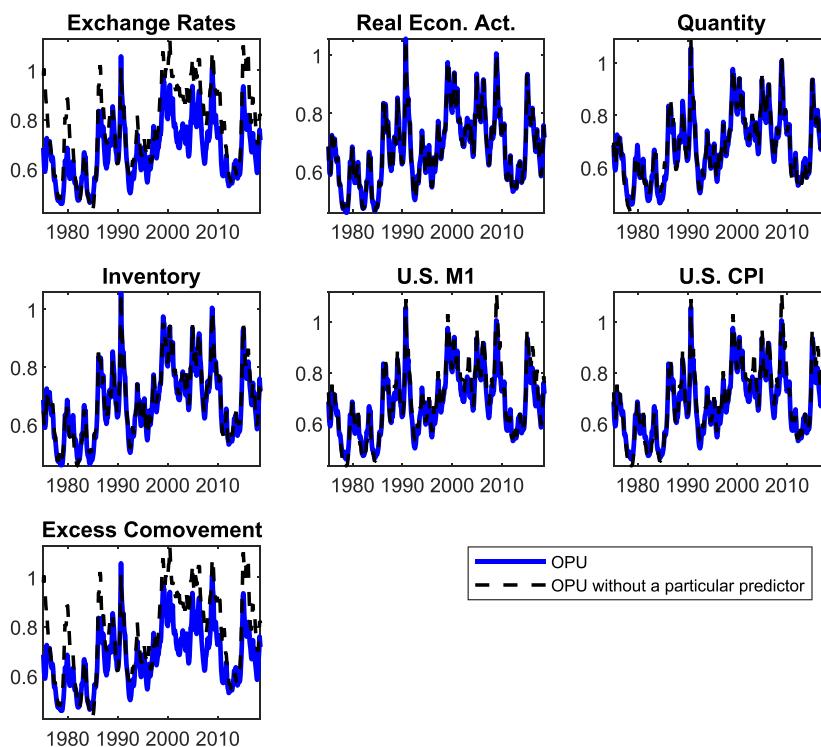 Exchange Rates
1
0.8
0.6
1980 1990 2000 2010
Real Econ. Act.
1
0.8
0.6
1980 1990 2000 2010
Quantity
1
0.8
0.6
1980 1990 2000 2010
Inventory
1
0.8
0.6
1980 1990 2000 2010
U.S. M1
1
0.8
0.6
1980 1990 2000 2010
U.S. CPI
1
0.8
0.6
1980 1990 2000 2010
Excess Comovement
1
0.8
0.6
1980 1990 2000 2010
OPU
OPU without a particular predictor